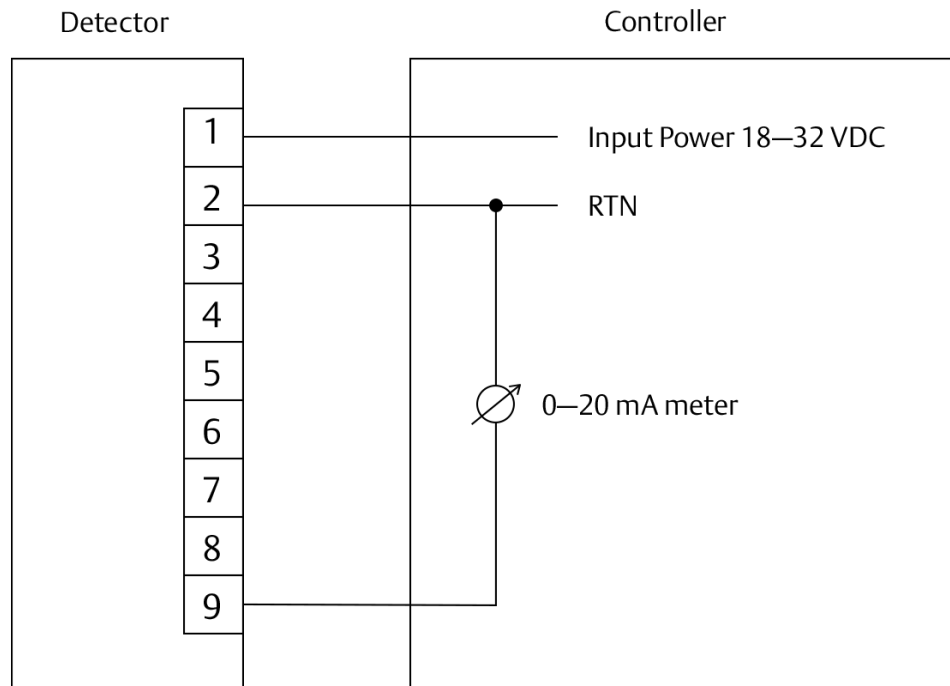 Detector
Controller
1
Input Power 18—32 VDC
2
RTN
3
4
5
0—20 mA meter
6
7
8
9